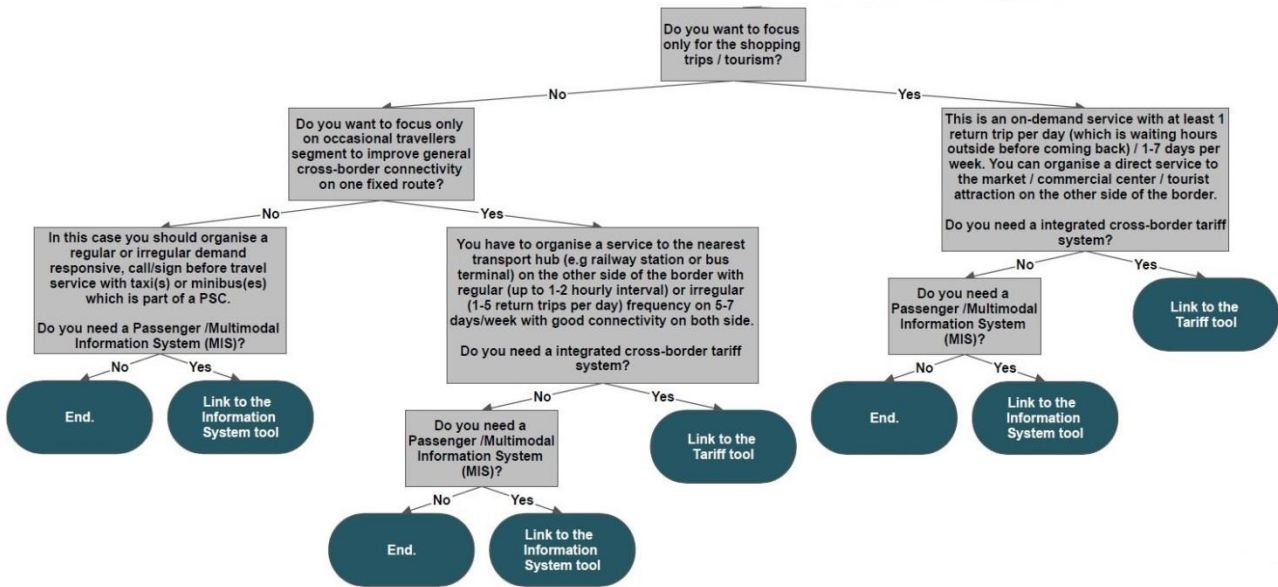 Do you want to focus
only for the shopping
trips / tourism?
No
Yes
Do you want to focus only
on occasional travellers
segment to improve general
cross-border connectivity
on one fixed route?
This is an on-demand service with at least 1
return trip per day (which is waiting hours
outside before coming back) / 1-7 days per
week. You can organise a direct service to
the market / commercial center / tourist
attraction on the other side of the border.
Do you need a integrated cross-border tariff
system?
No
Yes
In this case you should organise a
regular or irregular demand
responsive, call/sign before travel
service with taxi(s) or minibus(es)
which is part of a PSC.
Do you need a Passenger /Multimodal
Information System (MIS)?
You have to organise a service to the nearest
transport hub (e.g railway station or bus
terminal) on the other side of the border with
regular (up to 1-2 hourly interval) or irregular
(1-5 return trips per day) frequency on 5-7
days/week with good connectivity on both side.
Do you need a integrated cross-border tariff
system?
No
Yes
Do you need a
Passenger /Multimodal
Information System
(MIS)?
Link to the
Tariff tool
No
Yes
End.
Link to the
Information
System tool
No
Yes
Do you need a
Passenger /Multimodal
Information System
(MIS)?
Link to the
Tariff tool
No
Yes
End.
Link to the
Information
System tool
No
Yes
End.
Link to the
Information
System tool